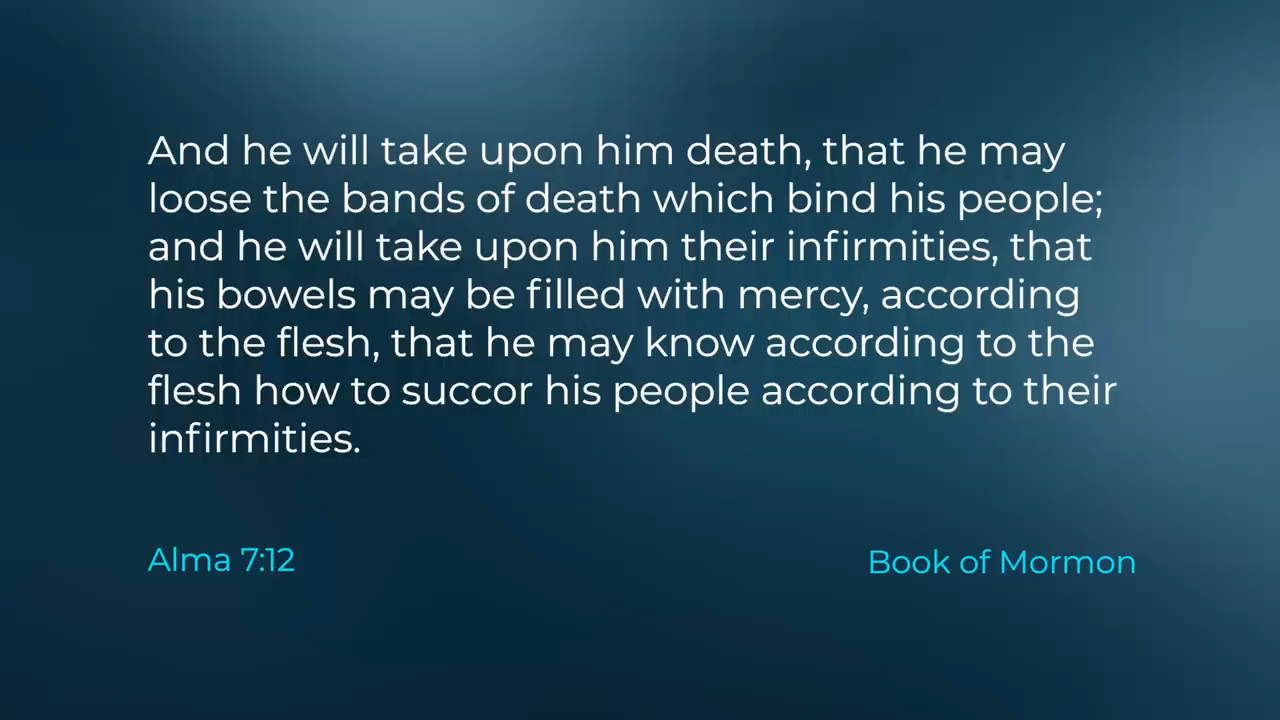 And he will take upon him death, that he may
loose the bands of death which bind his people;
and he will take upon him their infirmities, that
his bowels may be filled with mercy, according
to the flesh, that he may know according to the
flesh how to succor his people according to their
infirmities.
Alma 7:12
Book of Mormon